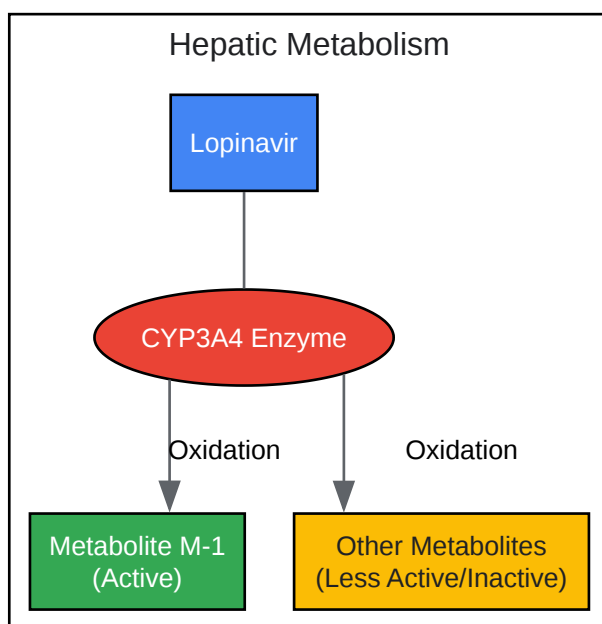 Hepatic Metabolism
Lopinavir
CYP3A4 Enzyme
Oxidation
Oxidation
Metabolite M-1
(Active)
Other Metabolites
(Less Active/Inactive)